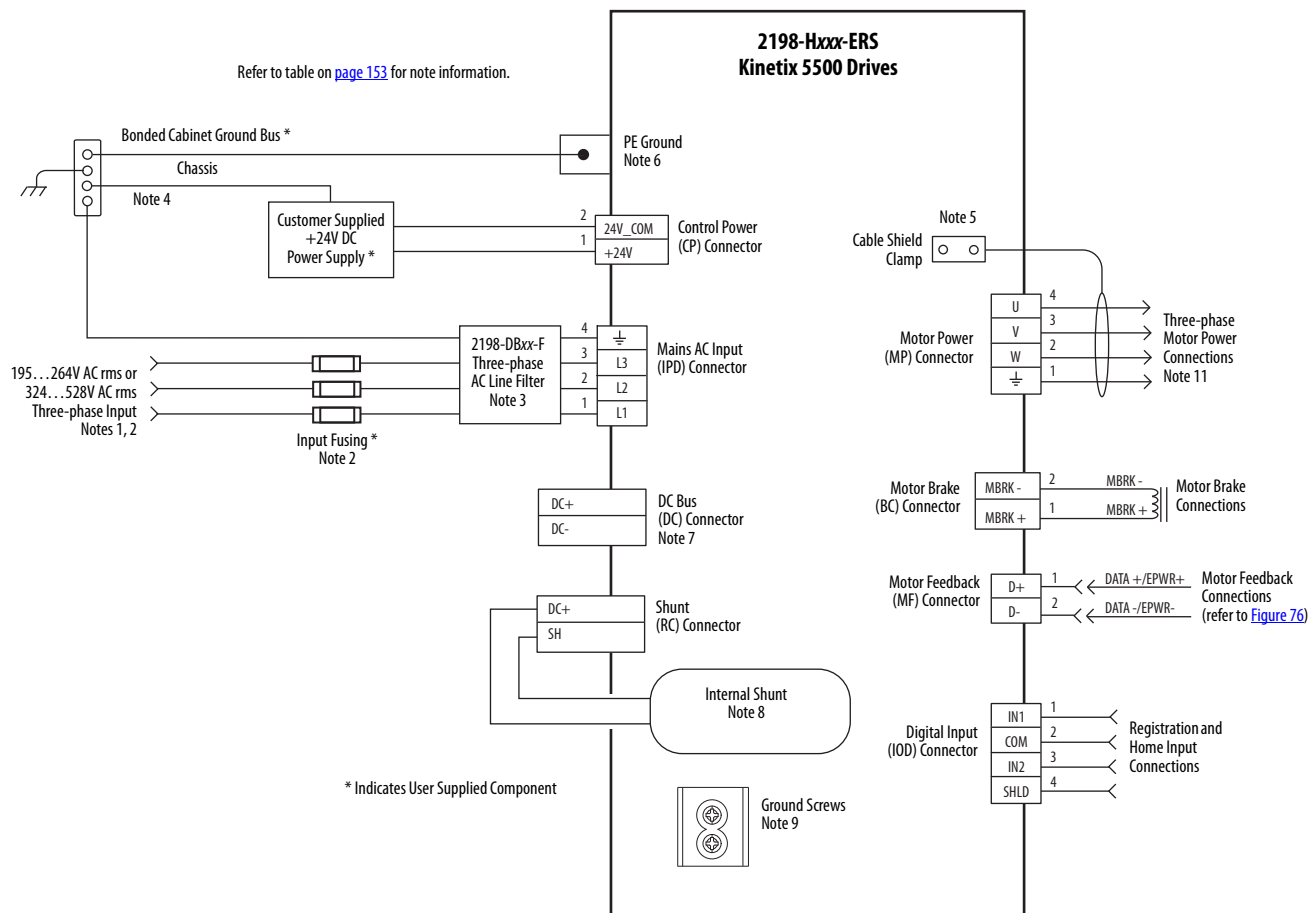 2198-Hxxx-ERS
Kinetix 5500 Drives
Refer to table on page 153 for note information.
Bonded Cabinet Ground Bus *
Chassis
Note 4
PE Ground
Note 6
Customer Supplied
+24V DC
Power Supply *
2
1
24V_COM
+24V
Control Power
(CP) Connector
Note 5
Cable Shield
Clamp
Motor Power
(MP) Connector
U
V
W
4
3
2
1
Three-phase
Motor Power
Connections
Note 11
195…264V AC rms or
324…528V AC rms
Three-phase Input
Notes 1, 2
Input Fusing *
Note 2
2198-DBxx-F
Three-phase
AC Line Filter
Note 3
4
3
2
1
L3
L2
L1
Mains AC Input
(IPD) Connector
DC+
DC-
DC Bus
(DC) Connector
Note 7
Motor Brake
(BC) Connector
MBRK -
MBRK +
2
1
MBRK -
MBRK +
Motor Brake
Connections
DC+
SH
Shunt
(RC) Connector
Motor Feedback
(MF) Connector
D+
D-
1
2
DATA +/EPWR+
DATA -/EPWR-
Motor Feedback
Connections
(refer to Figure 76)
Internal Shunt
Note 8
Digital Input
(IOD) Connector
IN1
COM
IN2
SHLD
1
2
3
4
Registration and
Home Input
Connections
* Indicates User Supplied Component
Ground Screws
Note 9